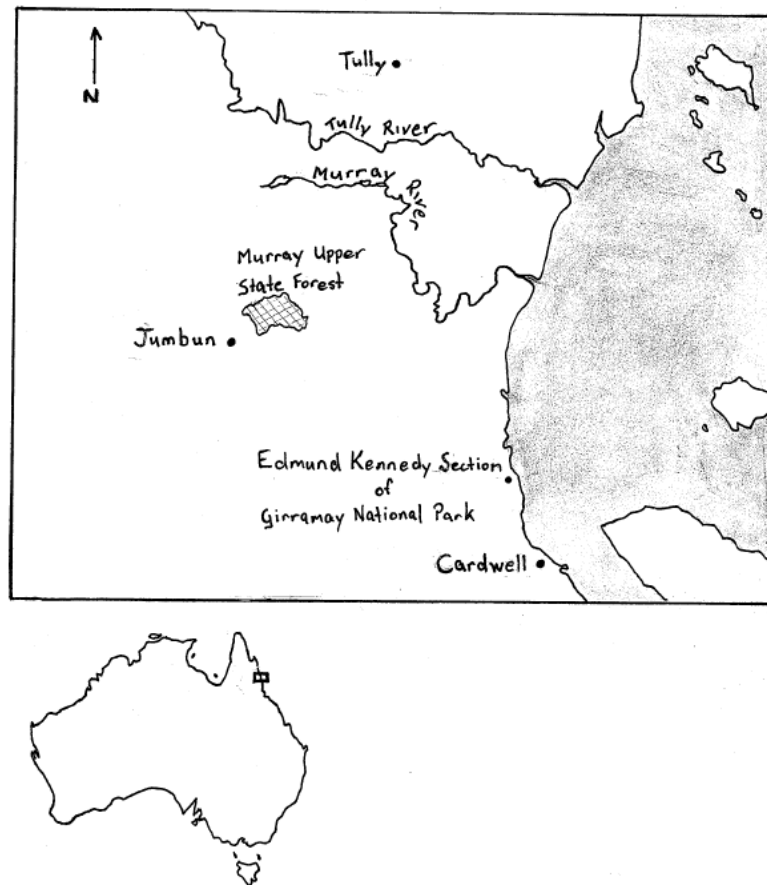 N
Tully
Tully River
Murray River
Murray Upper
State Forest
Jumbun
Edmund Kennedy Section
of
Girramay National Park
Cardwell